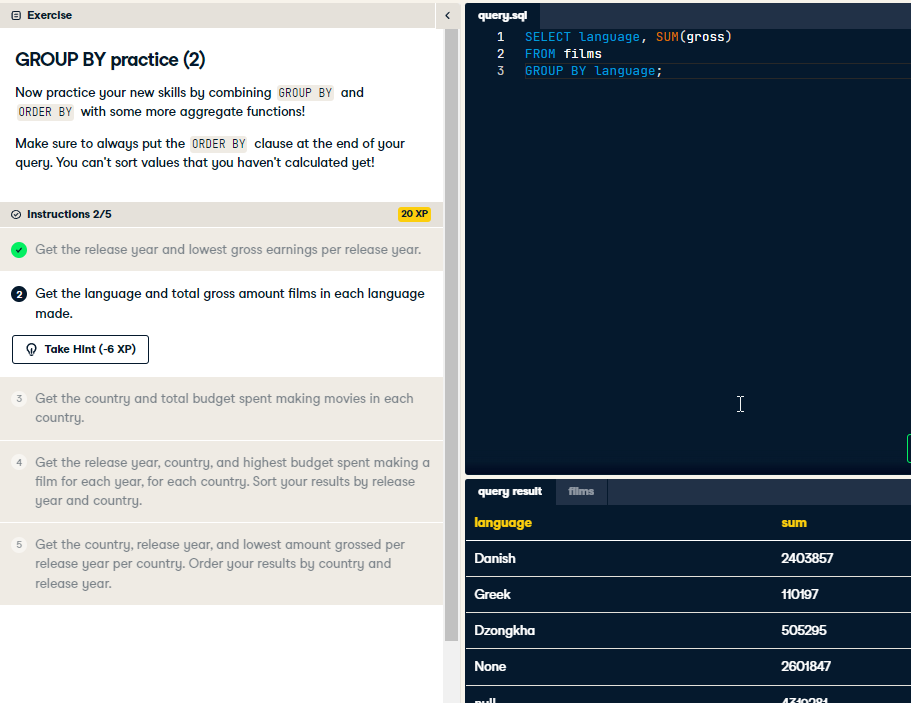 Exercise
GROUP BY practice (2)
Now practice your new skills by combining GROUP BY and
ORDER BY with some more aggregate functions!
Make sure to always put the ORDER BY clause at the end of your
query. You can't sort values that you haven't calculated yet!
Instructions 2/5
20 XP
Get the release year and lowest gross earnings per release year.
2 Get the language and total gross amount films in each language
made.
Take Hint (-6 XP)
3 Get the country and total budget spent making movies in each
country.
4 Get the release year, country, and highest budget spent making a
film for each year, for each country. Sort your results by release
year and country.
5 Get the country, release year, and lowest amount grossed per
release year per country. Order your results by country and
release year.
query.sql
1 SELECT language, SUM(gross)
2 FROM films
3 GROUP BY language;
query result films
language sum
Danish 2403857
Greek 110197
Dzongkha 505295
None 2601847
null